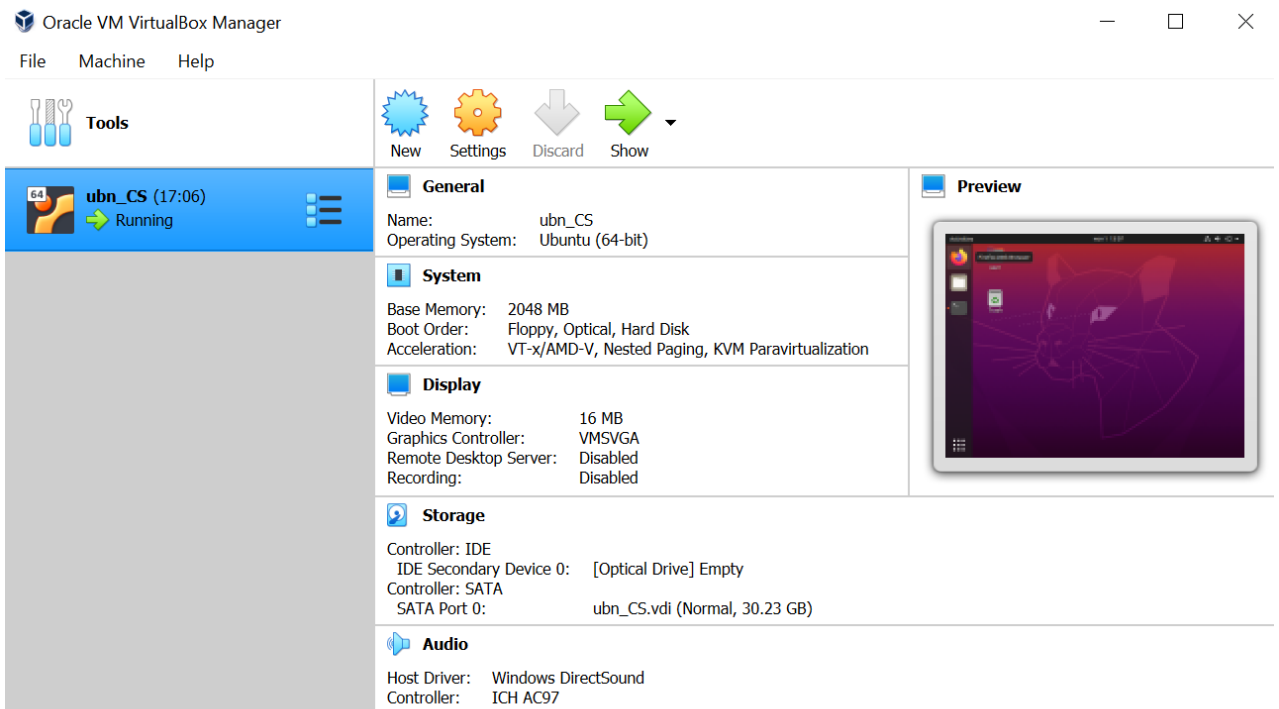 Oracle VM VirtualBox Manager
File Machine Help
Tools
New Settings Discard Show
64
ubn_CS (17:06)
Running
General
Name: ubn_CS
Operating System: Ubuntu (64-bit)
System
Base Memory: 2048 MB
Boot Order: Floppy, Optical, Hard Disk
Acceleration: VT-x/AMD-V, Nested Paging, KVM Paravirtualization
Display
Video Memory: 16 MB
Graphics Controller: VMSVGA
Remote Desktop Server: Disabled
Recording: Disabled
Preview
Storage
Controller: IDE
IDE Secondary Device 0: [Optical Drive] Empty
Controller: SATA
SATA Port 0: ubn_CS.vdi (Normal, 30.23 GB)
Audio
Host Driver: Windows DirectSound
Controller: ICH AC97